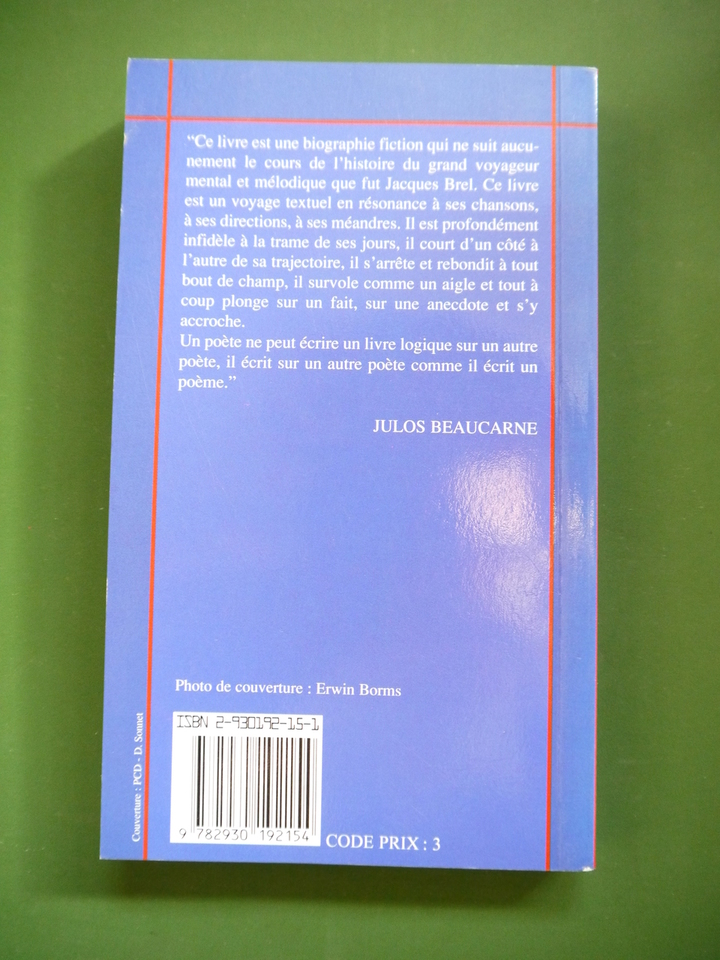 “Ce livre est une biographie fiction qui ne suit aucu-
nement le cours de l’histoire du grand voyageur
mental et mélodique que fut Jacques Brel. Ce livre
est un voyage textuel en résonance à ses chansons,
à ses directions, à ses méandres. Il est profondément
infidèle à la trame de ses jours, il court d’un côté à
l’autre de sa trajectoire, il s’arrête et rebondit à tout
bout de champ, il survole comme un aigle et tout à
coup plonge sur un fait, sur une anecdote et s’y
accroche.
Un poète ne peut écrire un livre logique sur un autre
poète, il écrit sur un autre poète comme il écrit un
poème.”
JULOS BEAUCARNE
Photo de couverture : Erwin Borms
ISBN 2-930192-15-1
9 782930 192154
CODE PRIX : 3
Couverture : PCD - D. Sonnet